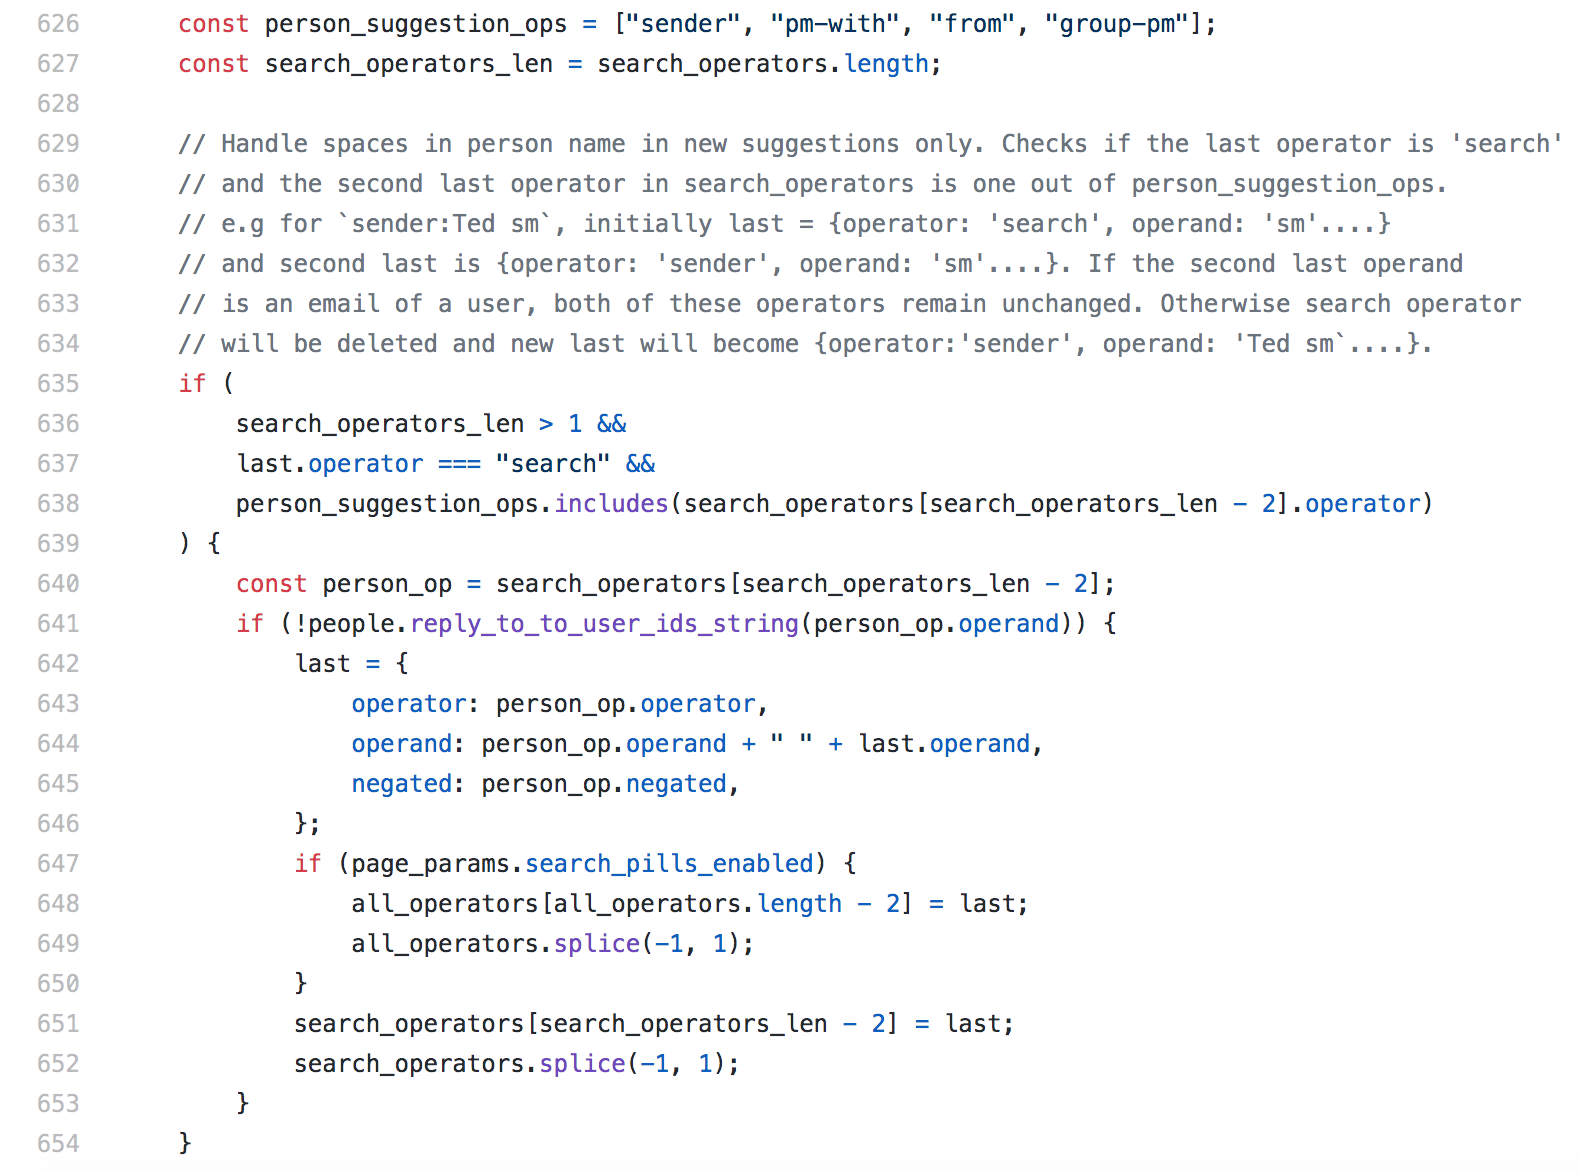 626 const person_suggestion_ops = ["sender", "pm-with", "from", "group-pm"];
627 const search_operators_len = search_operators.length;
628
629 // Handle spaces in person name in new suggestions only. Checks if the last operator is 'search'
630 // and the second last operator in search_operators is one out of person_suggestion_ops.
631 // e.g for `sender:Ted sm`, initially last = {operator: 'search', operand: 'sm'....}
632 // and second last is {operator: 'sender', operand: 'sm'....}. If the second last operand
633 // is an email of a user, both of these operators remain unchanged. Otherwise search operator
634 // will be deleted and new last will become {operator:'sender', operand: 'Ted sm`....}.
635 if (
636 search_operators_len > 1 &&
637 last.operator === "search" &&
638 person_suggestion_ops.includes(search_operators[search_operators_len - 2].operator)
639 ) {
640 const person_op = search_operators[search_operators_len - 2];
641 if (!people.reply_to_to_user_ids_string(person_op.operand)) {
642 last = {
643 operator: person_op.operator,
644 operand: person_op.operand + " " + last.operand,
645 negated: person_op.negated,
646 };
647 if (page_params.search_pills_enabled) {
648 all_operators[all_operators.length - 2] = last;
649 all_operators.splice(-1, 1);
650 }
651 search_operators[search_operators_len - 2] = last;
652 search_operators.splice(-1, 1);
653 }
654 }